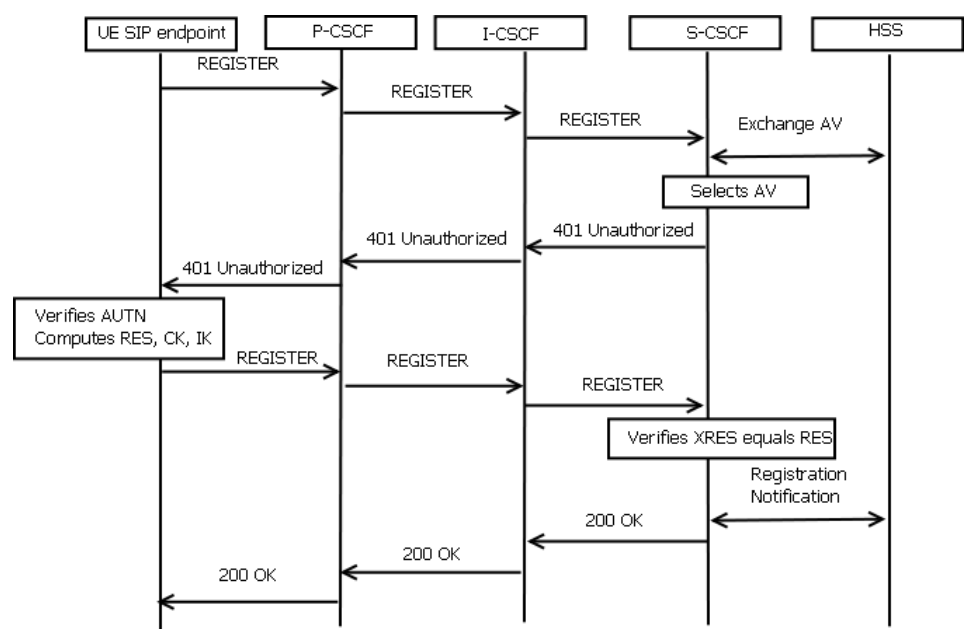 UE SIP endpoint
P-CSCF
I-CSCF
S-CSCF
HSS
REGISTER
REGISTER
REGISTER
Exchange AV
Selects AV
401 Unauthorized
401 Unauthorized
401 Unauthorized
Verifies AUTN
Computes RES, CK, IK
REGISTER
REGISTER
REGISTER
Verifies XRES equals RES
Registration
Notification
200 OK
200 OK
200 OK